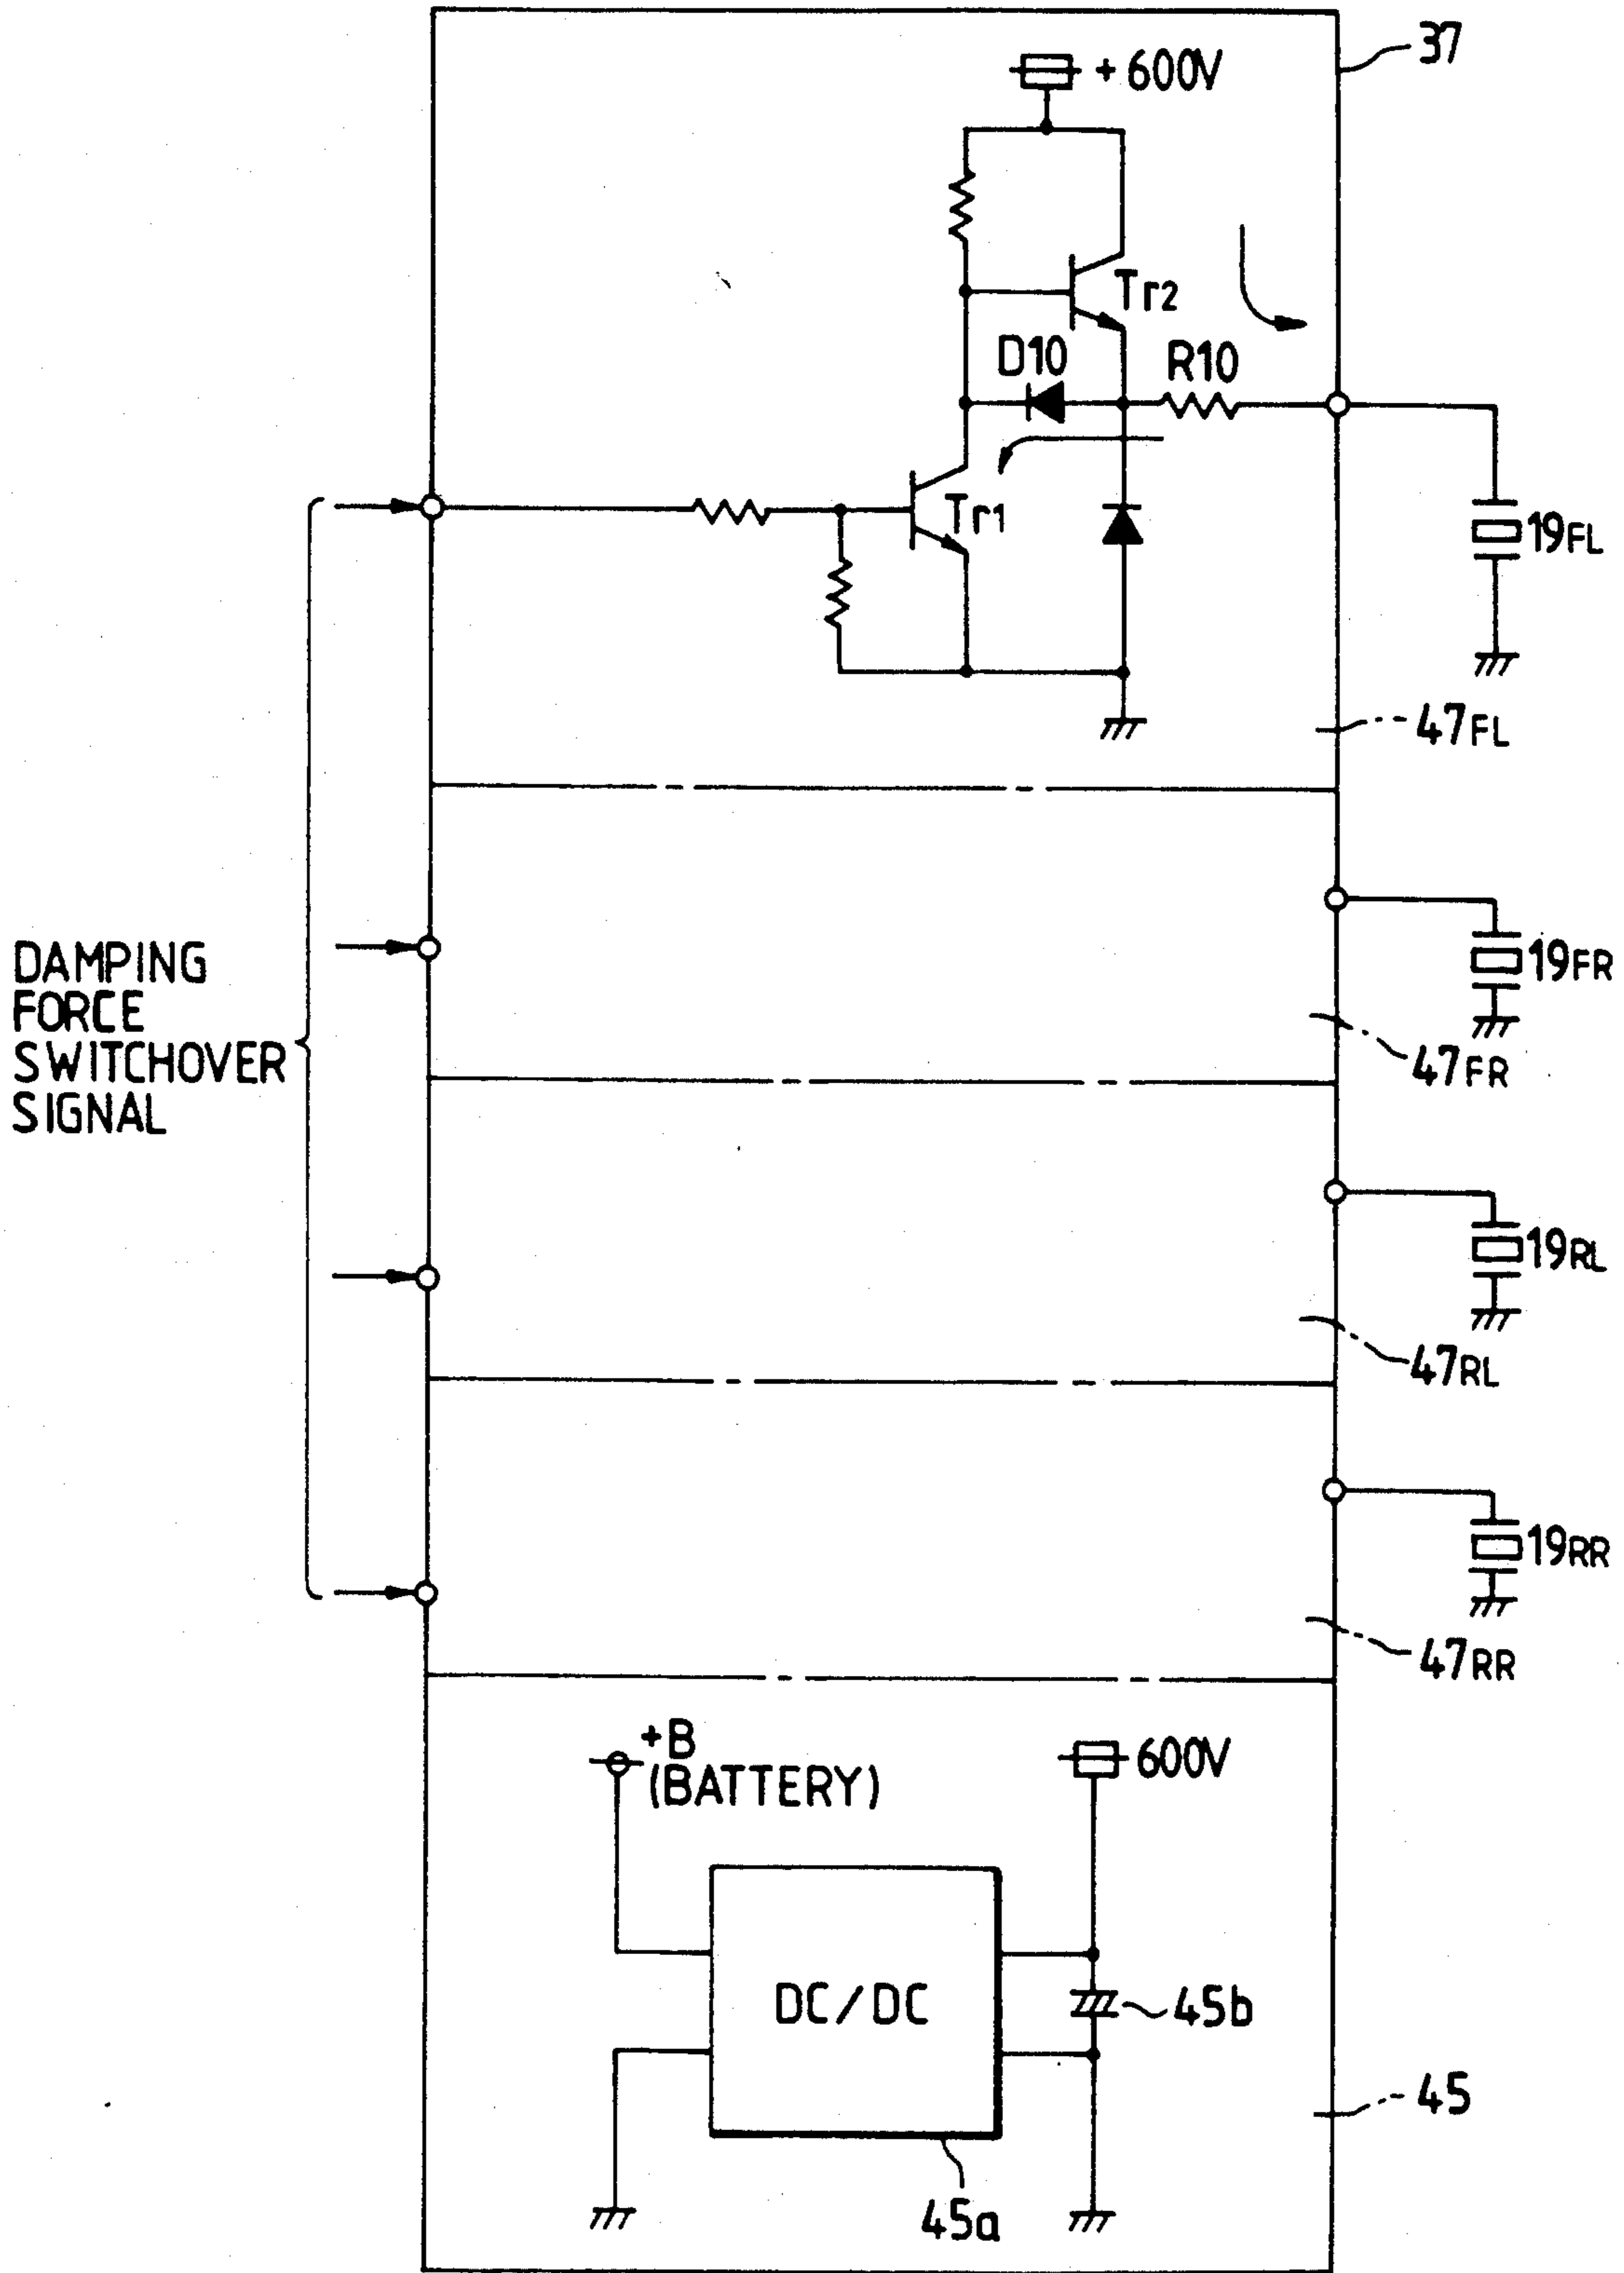 37
+600V
Tr2
D10
R10
Tr1
19FL
47FL
DAMPING
FORCE
SWITCHOVER
SIGNAL
19FR
47FR
19RL
47RL
19RR
47RR
+B
(BATTERY)
600V
DC/DC
45b
45
45a